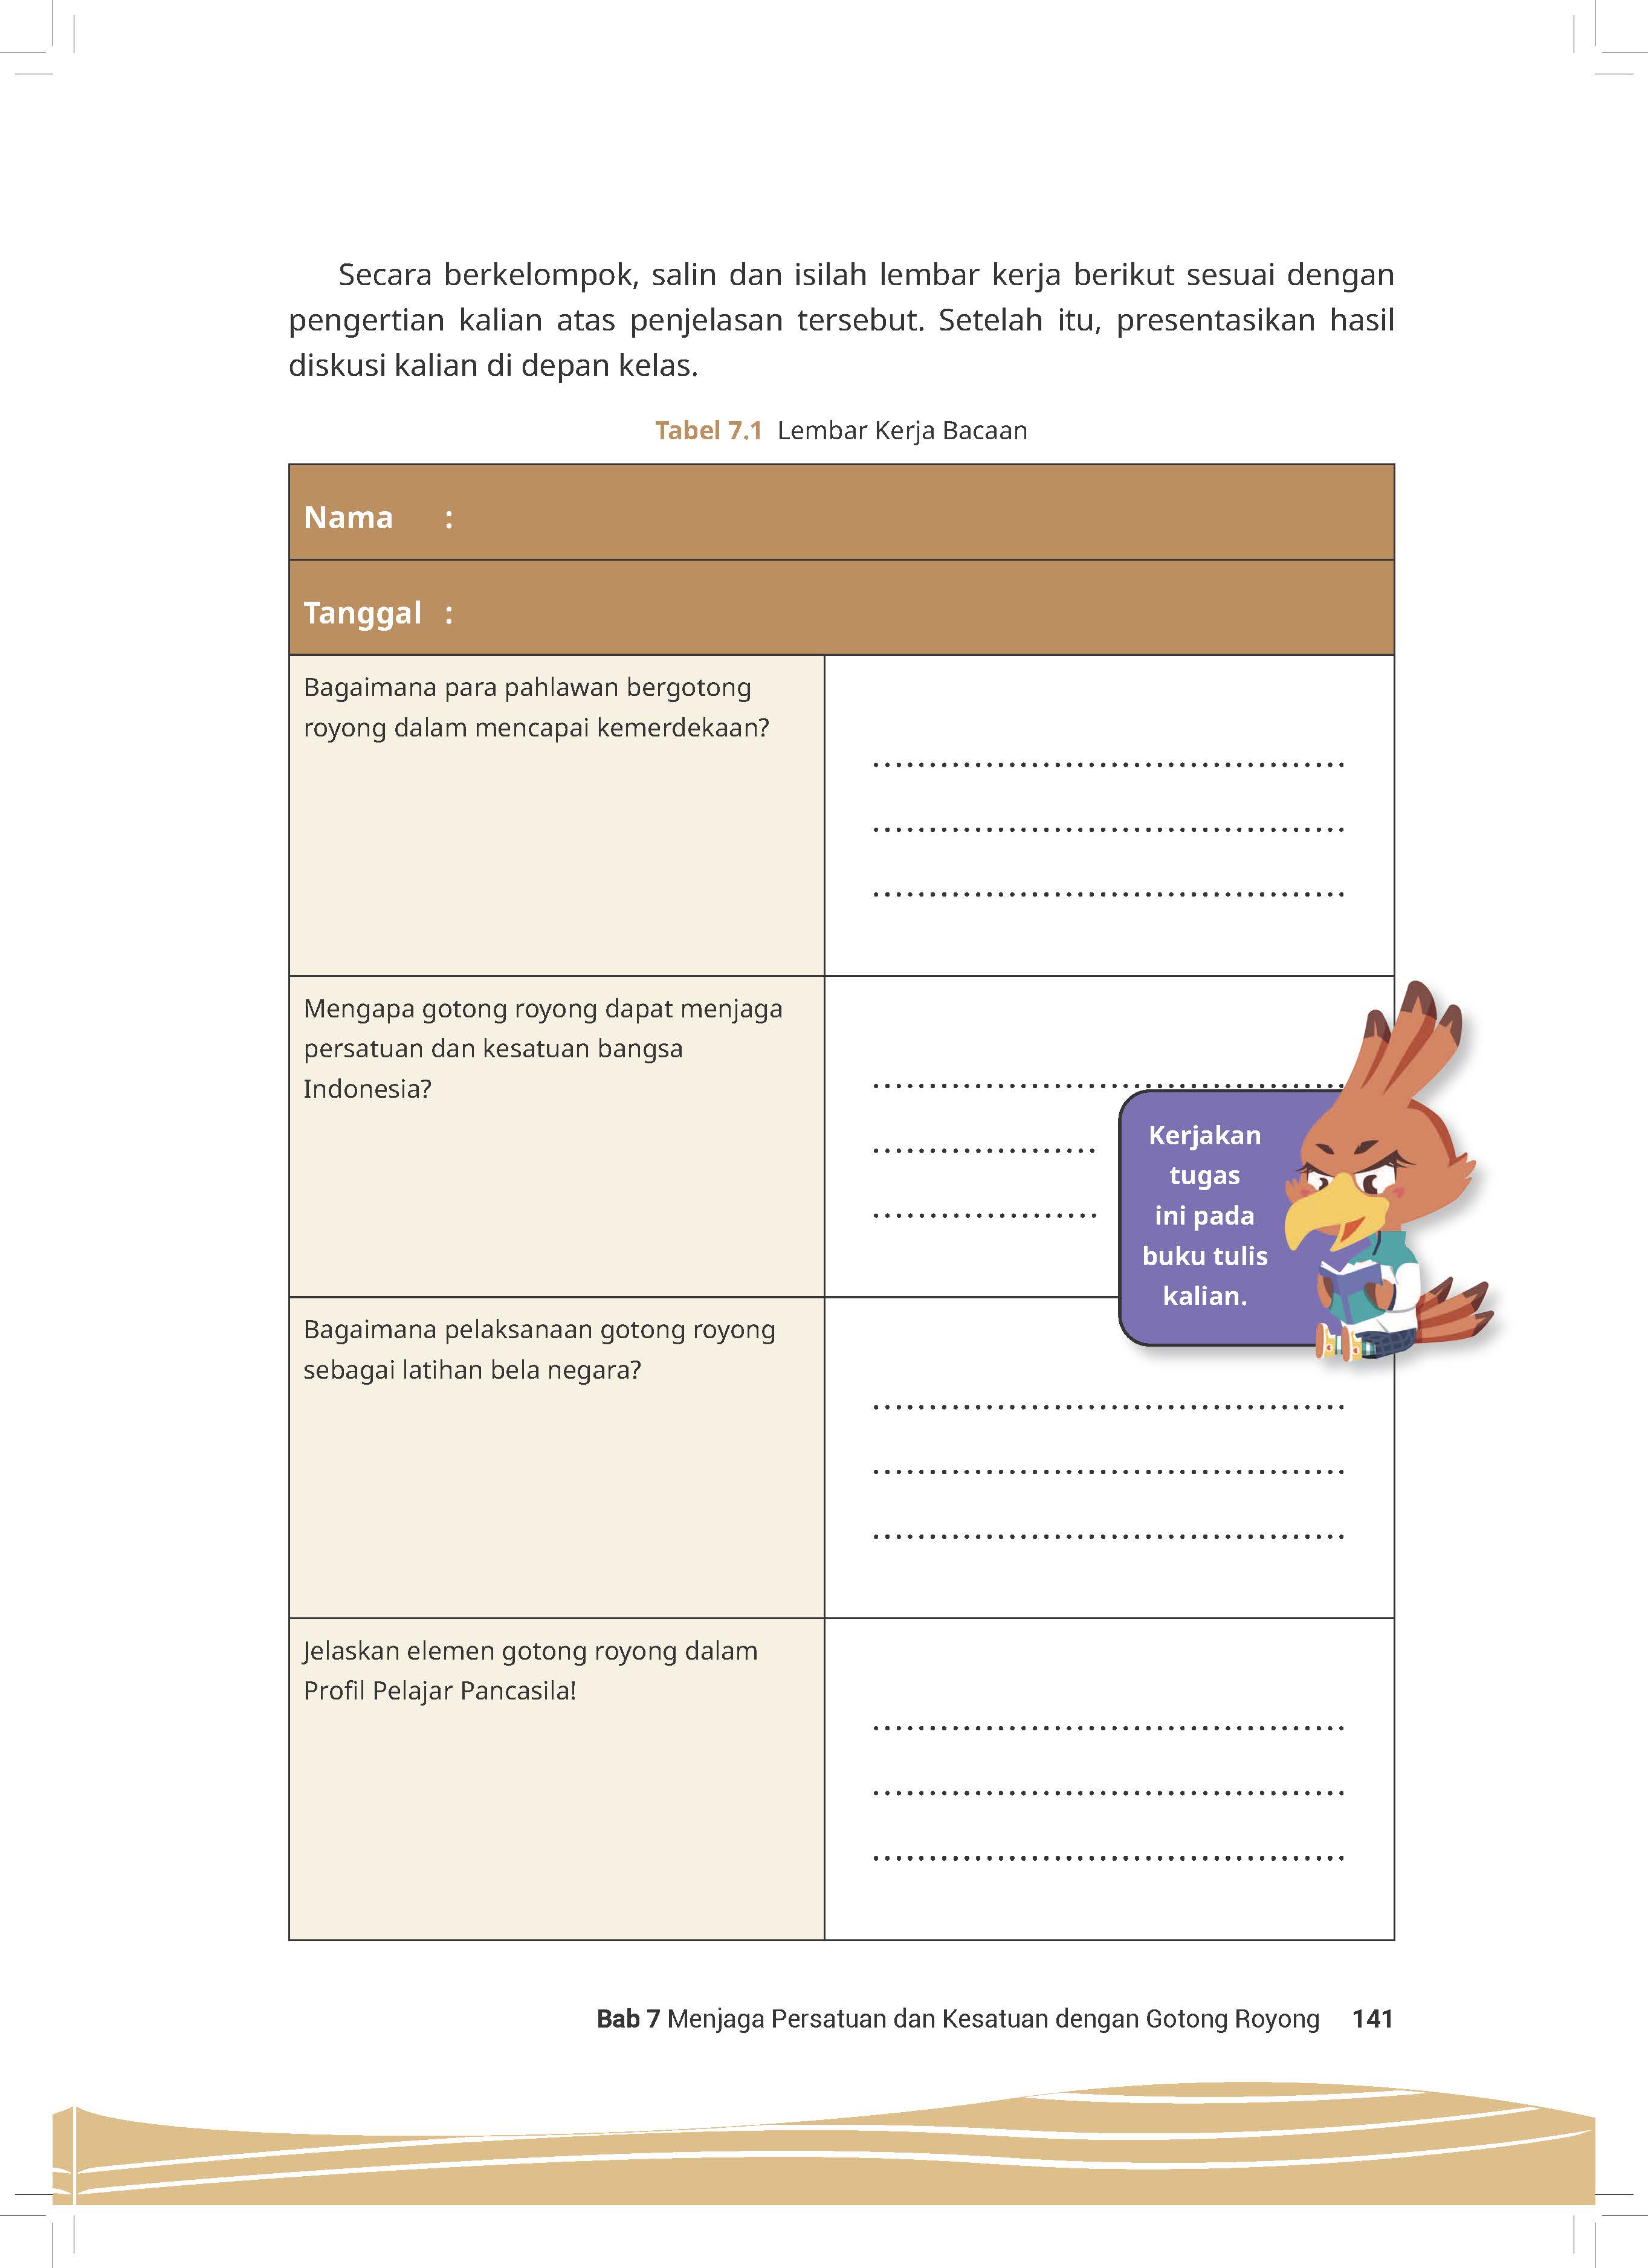 Secara berkelompok, salin dan isilah lembar kerja berikut sesuai dengan
pengertian kalian atas penjelasan tersebut. Setelah itu, presentasikan hasil
diskusi kalian di depan kelas.
Tabel 7.1 Lembar Kerja Bacaan
Nama :
Tanggal :
Bagaimana para pahlawan bergotong
royong dalam mencapai kemerdekaan?
..........................................
..........................................
..........................................
Mengapa gotong royong dapat menjaga
persatuan dan kesatuan bangsa
Indonesia?
..........................................
....................
....................
Kerjakan
tugas
ini pada
buku tulis
kalian.
Bagaimana pelaksanaan gotong royong
sebagai latihan bela negara?
..........................................
..........................................
..........................................
Jelaskan elemen gotong royong dalam
Profil Pelajar Pancasila!
..........................................
..........................................
..........................................
Bab 7 Menjaga Persatuan dan Kesatuan dengan Gotong Royong 141